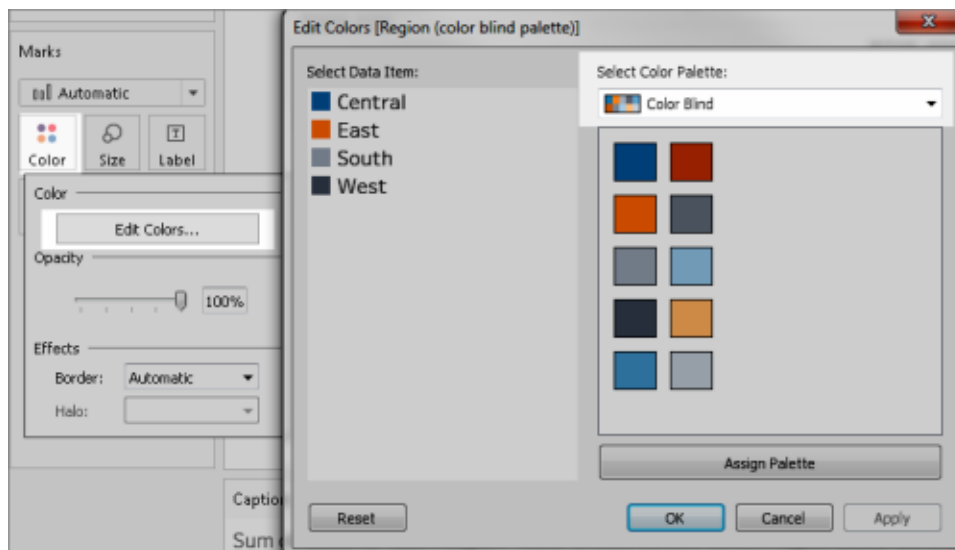 Marks
Automatic
Color Size Label
Color
Edit Colors...
Opacity
100%
Effects
Border: Automatic
Halo:
Edit Colors [Region (color blind palette)]
Select Data Item:
Central
East
South
West
Select Color Palette:
Color Blind
Assign Palette
Reset OK Cancel Apply
Captio
Sum